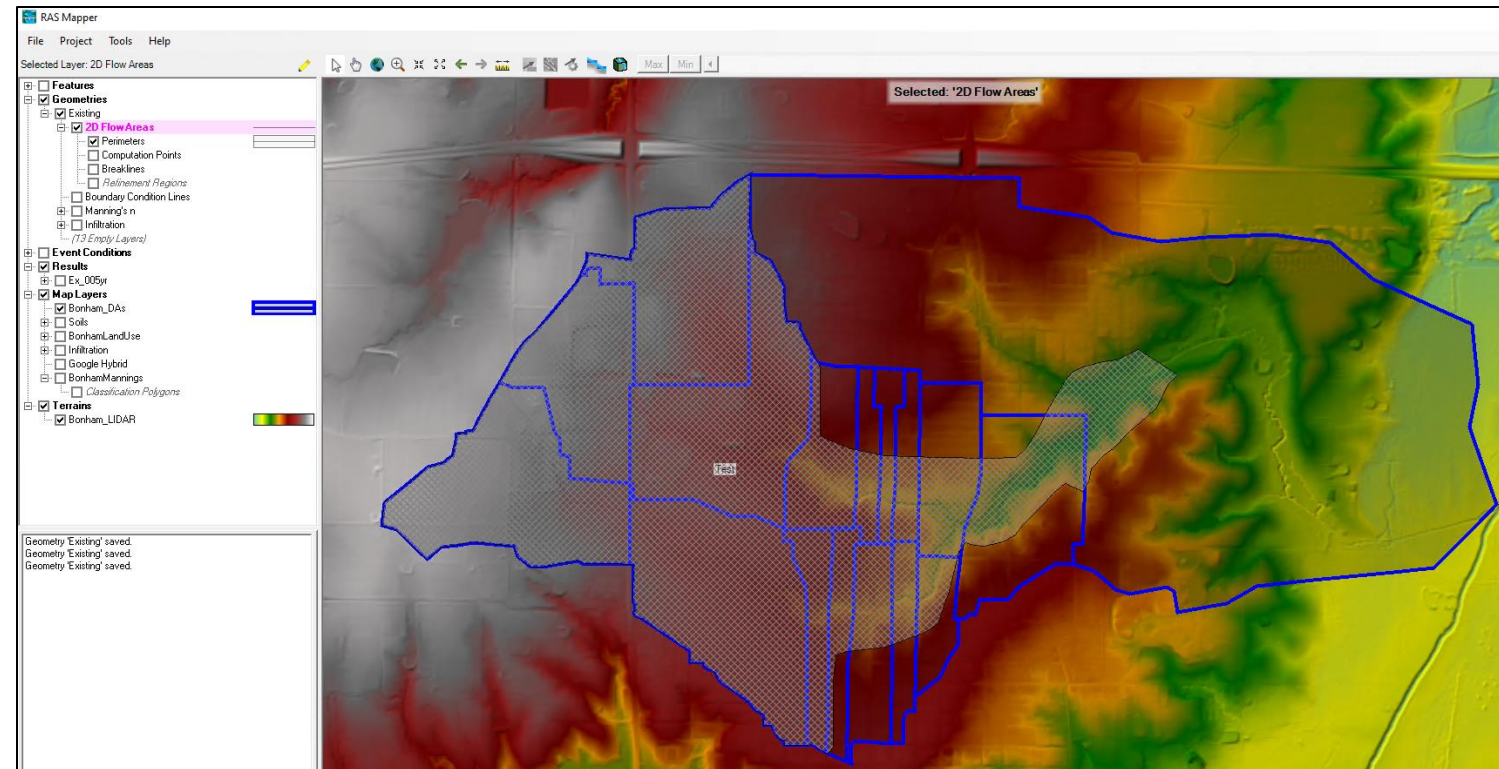 RAS Mapper
File Project Tools Help
Selected Layer: 2D Flow Areas
Max Min
Selected: '2D Flow Areas'
Features
Geometries
Existing
2D Flow Areas
Perimeters
Computation Points
Breaklines
Refinement Regions
Boundary Condition Lines
Manning's n
Infiltration
(13 Empty Layers)
Event Conditions
Results
Ex_005yr
Map Layers
Bonham_DAs
Soils
BonhamLandUse
Infiltration
Google Hybrid
BonhamMannings
Classification Polygons
Terrains
Bonham_LIDAR
Test
Geometry 'Existing' saved.
Geometry 'Existing' saved.
Geometry 'Existing' saved.